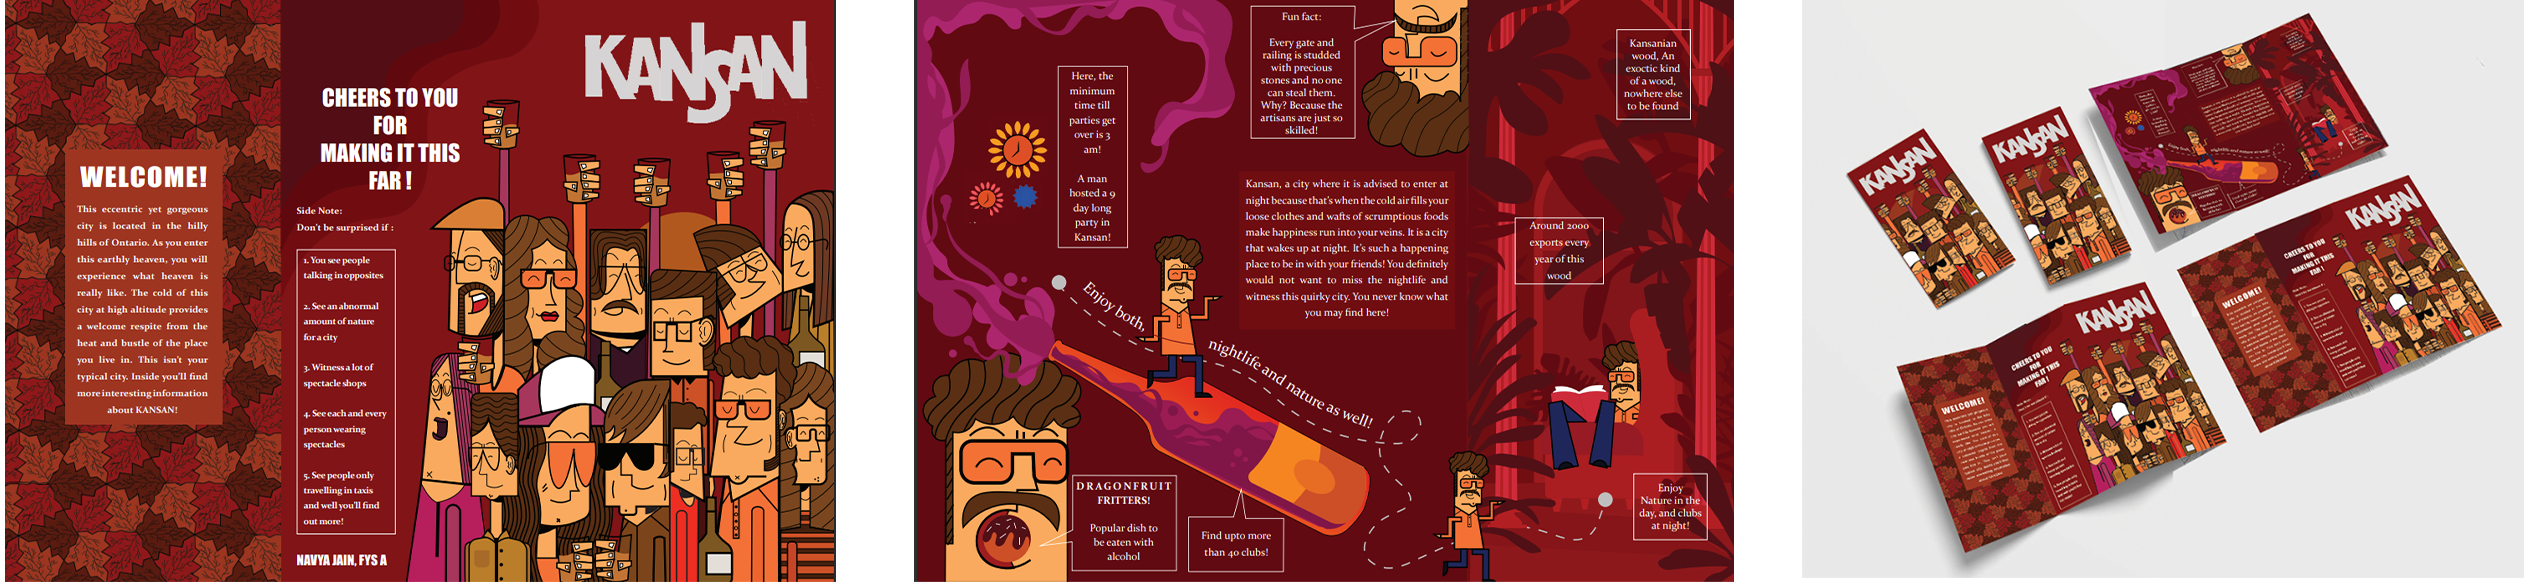 WELCOME!
This eccentric yet gorgeous
city is located in the hilly
hills of Ontario. As you enter
this earthly heaven, you will
experience what heaven is
really like. The cold of this
city at high altitude provides
a welcome respite from the
heat and bustle of the place
you live in. This isn't your
typical city. Inside you'll find
more interesting information
about KANSAN!
CHEERS TO YOU
FOR
MAKING IT THIS
FAR !
Side Note:
Don't be surprised if :
1. You see people
talking in opposites
2. See an abnormal
amount of nature
for a city
3. Witness a lot of
spectacle shops
4. See each and every
person wearing
spectacles
5. See people only
travelling in taxis
and well you'll find
out more!
NAVYA JAIN, FYS A
KANSAN
Here, the
minimum
time till
parties get
over is 3
am!
A man
hosted a 9
day long
party in
Kansan!
Fun fact:
Every gate and
railing is studded
with precious
stones and no one
can steal them.
Why? Because the
artisans are just so
skilled!
Kansanian
wood, An
exoctic kind
of a wood,
nowhere else
to be found
Kansan, a city where it is advised to enter at
night because that's when the cold air fills your
loose clothes and wafts of scrumptious foods
make happiness run into your veins. It is a city
that wakes up at night. It's such a happening
place to be in with your friends! You definitely
would not want to miss the nightlife and
witness this quirky city. You never know what
you may find here!
Around 2000
exports every
year of this
wood
Enjoy both,
nightlife and nature as well!
DRAGONFRUIT
FRITTERS!
Popular dish to
be eaten with
alcohol
Find upto more
than 40 clubs!
Enjoy
Nature in the
day, and clubs
at night!
KANSAN
KANSAN
KANSAN
CHEERS TO YOU
FOR
MAKING IT THIS
FAR !
WELCOME!
KANSAN
CHEERS TO YOU
FOR
MAKING IT THIS
FAR !
WELCOME!